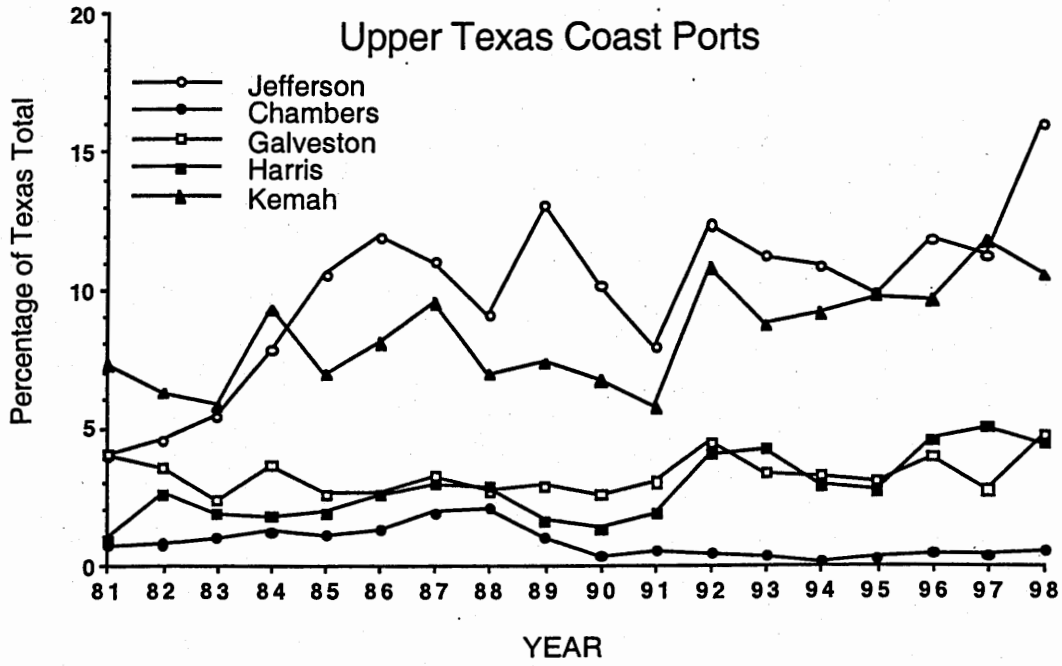 Upper Texas Coast Ports
Jefferson
Chambers
Galveston
Harris
Kemah
Percentage of Texas Total
20
15
10
5
0
81 82 83 84 85 86 87 88 89 90 91 92 93 94 95 96 97 98
YEAR